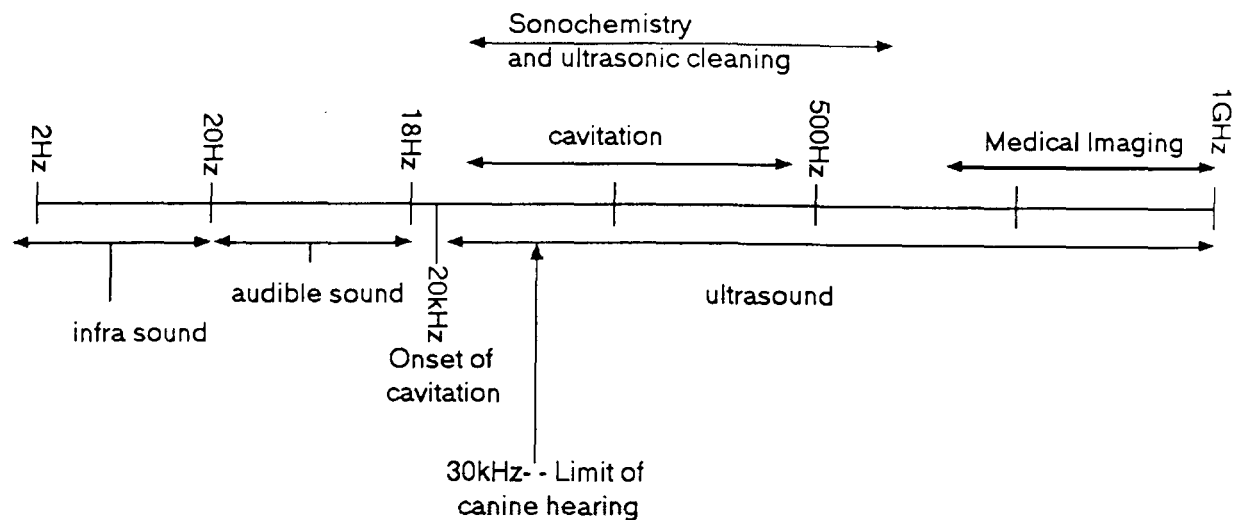 Sonochemistry
and ultrasonic cleaning
2Hz
20Hz
18Hz
cavitation
500Hz
Medical Imaging
1GHz
infra sound
audible sound
20kHz
ultrasound
Onset of
cavitation
30kHz- - Limit of
canine hearing